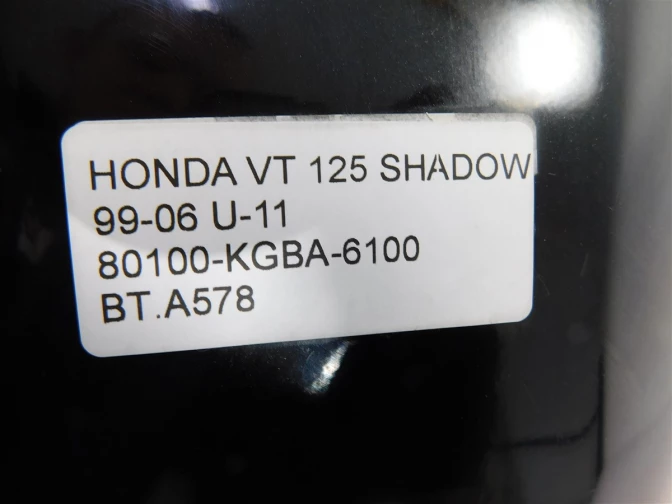 HONDA VT 125 SHADOW
99-06 U-11
80100-KGBA-6100
BT.A578